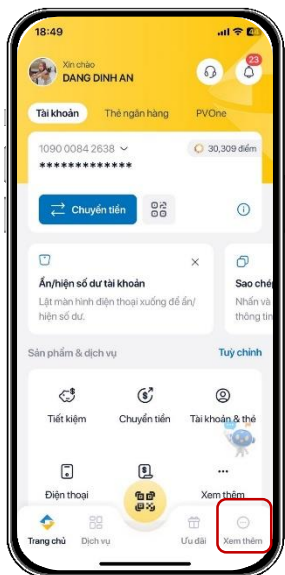 18:49
Xin chào
23
DANG DINH AN
Tài khoản Thẻ ngân hàng PVOne
1090 0084 2638
30,309 điểm
*************
Chuyển tiền
Ẩn/hiện số dư tài khoản
Lật màn hình điện thoại xuống để ẩn/
hiện số dư.
Sao ché
Nhấn và
thông tin
Sản phẩm & dịch vụ
Tuỳ chỉnh
Tiết kiệm Chuyển tiền Tài khoản & thẻ
Điện thoại Xem thêm
Trang chủ Dịch vụ Ưu đãi Xem thêm